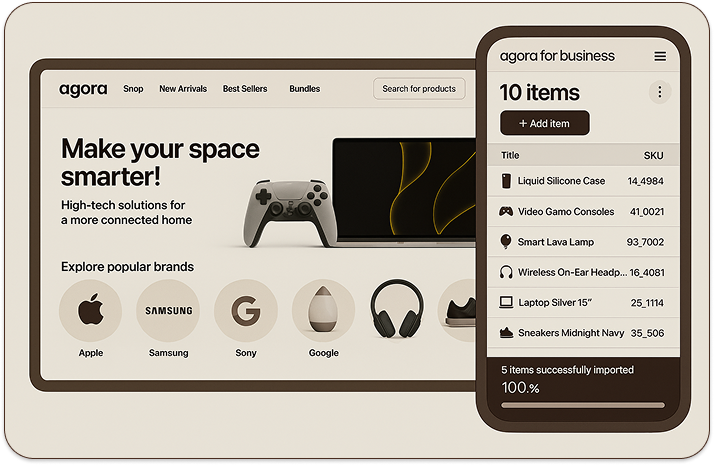 agora
Snop
New Arrivals
Best Sellers
Bundles
Search for products
Make your space
smarter!
High-tech solutions for
a more connected home
Explore popular brands
SAMSUNG
G
Apple
Samsung
Sony
Google
agora for business
10 items
+ Add item
Title SKU
Liquid Silicone Case 14_4984
Video Gamo Consoles 41_0021
Smart Lava Lamp 93_7002
Wireless On-Ear Headp... 16_4081
Laptop Silver 15” 25_1114
Sneakers Midnight Navy 35_506
5 items successfully imported
100.%